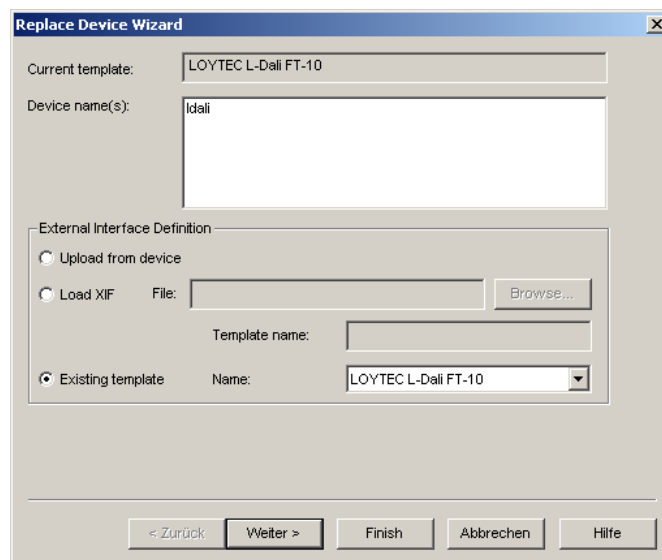 Replace Device Wizard
Current template: LOYTEC L-Dali FT-10
Device name(s): ldali
External Interface Definition
Upload from device
Load XIF File: Browse...
Template name:
Existing template Name: LOYTEC L-Dali FT-10
< Zurück Weiter > Finish Abbrechen Hilfe